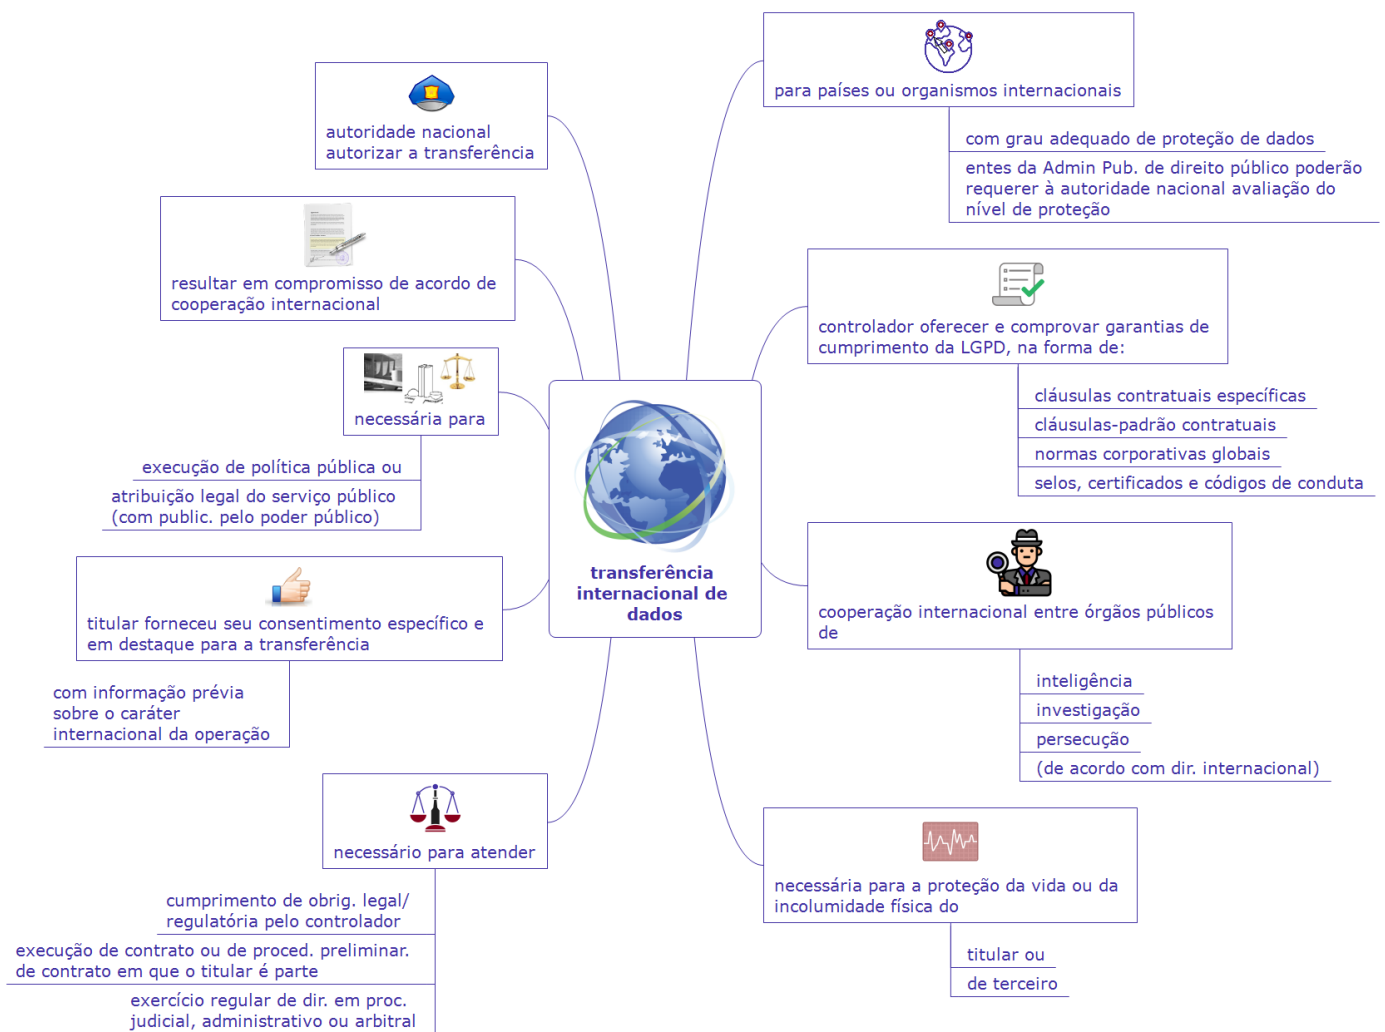 transferência
internacional de
dados
para países ou organismos internacionais
com grau adequado de proteção de dados
entes da Admin Pub. de direito público poderão
requerer à autoridade nacional avaliação do
nível de proteção
controlador oferecer e comprovar garantias de
cumprimento da LGPD, na forma de:
cláusulas contratuais específicas
cláusulas-padrão contratuais
normas corporativas globais
selos, certificados e códigos de conduta
cooperação internacional entre órgãos públicos
de
inteligência
investigação
persecução
(de acordo com dir. internacional)
necessária para a proteção da vida ou da
incolumidade física do
titular ou
de terceiro
autoridade nacional
autorizar a transferência
resultar em compromisso de acordo de
cooperação internacional
necessária para
execução de política pública ou
atribuição legal do serviço público
(com public. pelo poder público)
titular forneceu seu consentimento específico e
em destaque para a transferência
com informação prévia
sobre o caráter
internacional da operação
necessário para atender
cumprimento de obrig. legal/
regulatória pelo controlador
execução de contrato ou de proced. preliminar.
de contrato em que o titular é parte
exercício regular de dir. em proc.
judicial, administrativo ou arbitral